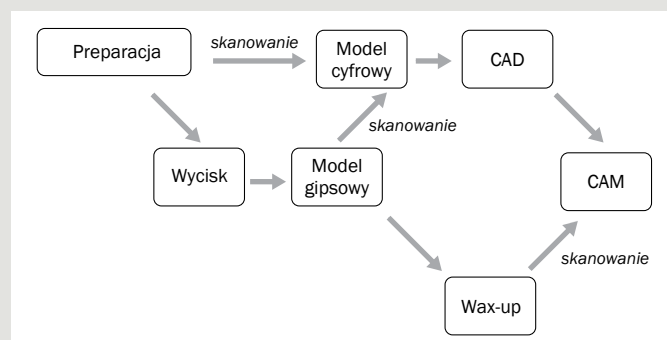 Preparacja
skanowanie
Model
cyfrowy
CAD
skanowanie
Wycisk
Model
gipsowy
CAM
skanowanie
Wax-up